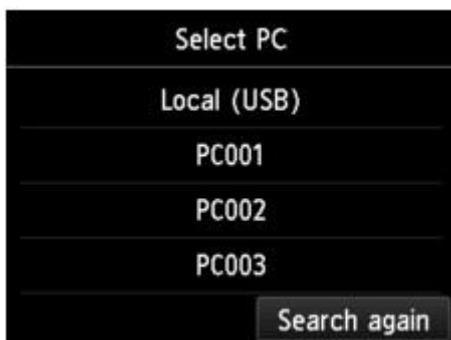 Select PC
Local (USB)
PC001
PC002
PC003
Search again